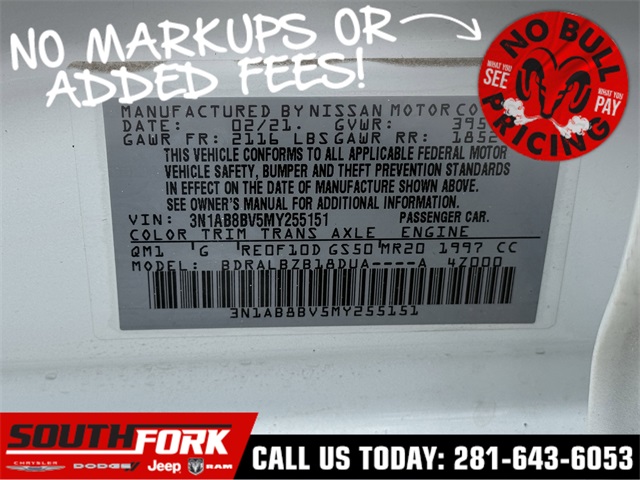 NO MARKUPS OR
ADDED FEES!
NO BULL
WHAT YOU SEE
WHAT YOU PAY
PRICING
MANUFACTURED BY NISSAN MOTOR CO
DATE: 02/21. GVWR:
GAWR FR: 2116 LBS GAWR RR: 1852
THIS VEHICLE CONFORMS TO ALL APPLICABLE FEDERAL MOTOR
VEHICLE SAFETY, BUMPER AND THEFT PREVENTION STANDARDS
IN EFFECT ON THE DATE OF MANUFACTURE SHOWN ABOVE. SEE
OWNER'S MANUAL FOR ADDITIONAL INFORMATION.
VIN: 3N1AB8BV5MY255151 PASSENGER CAR.
COLOR TRIM TRANS AXLE ENGINE
QM1 G RE0F10D GS50 MR20 1997 CC
MODEL: BDRALBZB18DUA----A 47000
3N1AB8BV5MY255151
SOUTHFORK
CHRYSLER DODGE Jeep RAM
CALL US TODAY: 281-643-6053